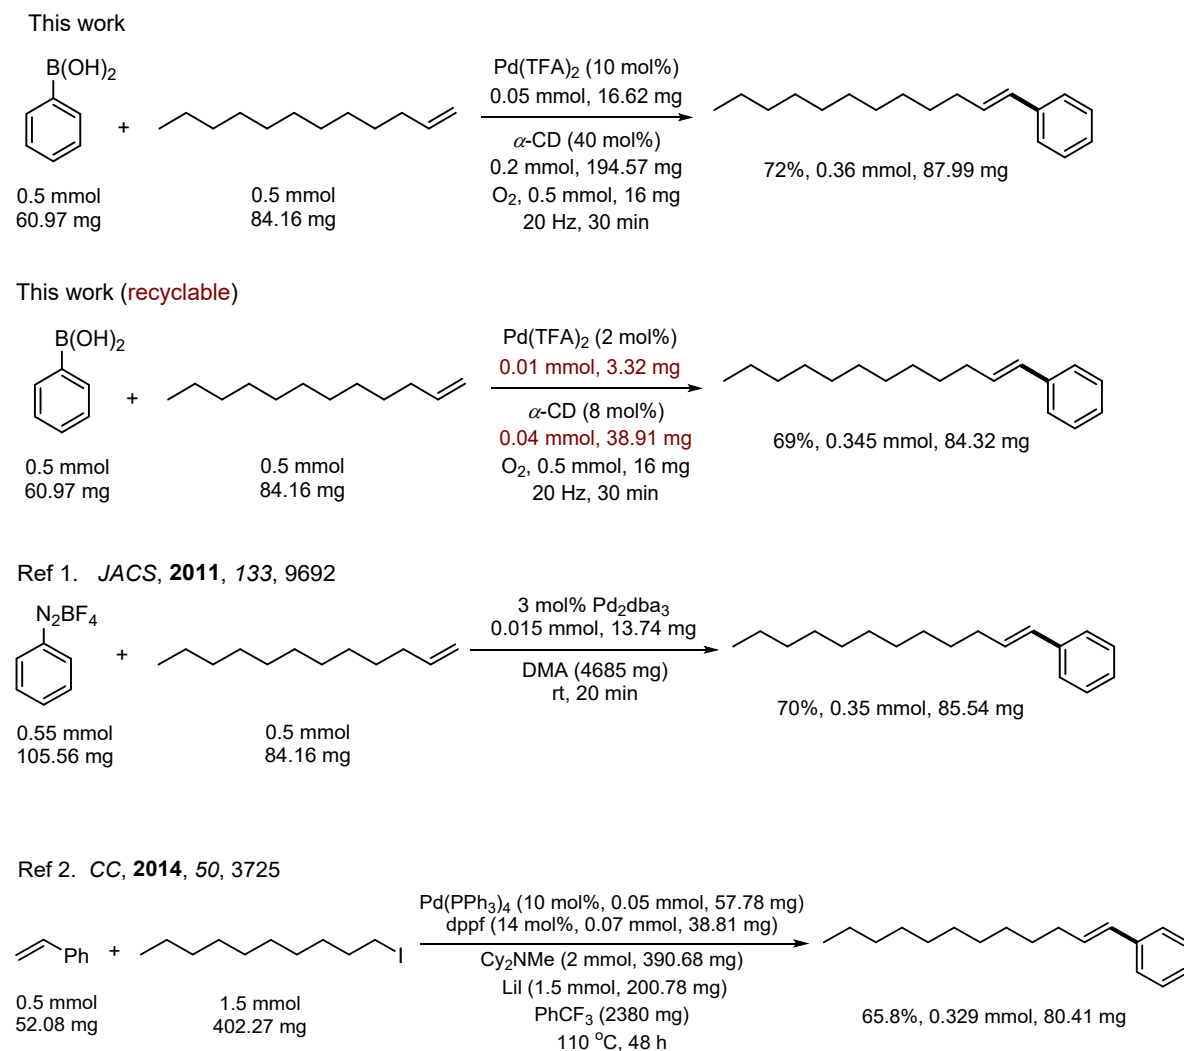 This work
B(OH)₂
+
0.5 mmol
60.97 mg
0.5 mmol
84.16 mg
Pd(TFA)₂ (10 mol%)
0.05 mmol, 16.62 mg
α-CD (40 mol%)
0.2 mmol, 194.57 mg
O₂, 0.5 mmol, 16 mg
20 Hz, 30 min
72%, 0.36 mmol, 87.99 mg
This work (recyclable)
B(OH)₂
+
0.5 mmol
60.97 mg
0.5 mmol
84.16 mg
Pd(TFA)₂ (2 mol%)
0.01 mmol, 3.32 mg
α-CD (8 mol%)
0.04 mmol, 38.91 mg
O₂, 0.5 mmol, 16 mg
20 Hz, 30 min
69%, 0.345 mmol, 84.32 mg
Ref 1. JACS, 2011, 133, 9692
N₂BF₄
+
0.55 mmol
105.56 mg
0.5 mmol
84.16 mg
3 mol% Pd₂dba₃
0.015 mmol, 13.74 mg
DMA (4685 mg)
rt, 20 min
70%, 0.35 mmol, 85.54 mg
Ref 2. CC, 2014, 50, 3725
Ph
+
I
0.5 mmol
52.08 mg
1.5 mmol
402.27 mg
Pd(PPh₃)₄ (10 mol%, 0.05 mmol, 57.78 mg)
dppf (14 mol%, 0.07 mmol, 38.81 mg)
Cy₂NMe (2 mmol, 390.68 mg)
LiI (1.5 mmol, 200.78 mg)
PhCF₃ (2380 mg)
110 °C, 48 h
65.8%, 0.329 mmol, 80.41 mg